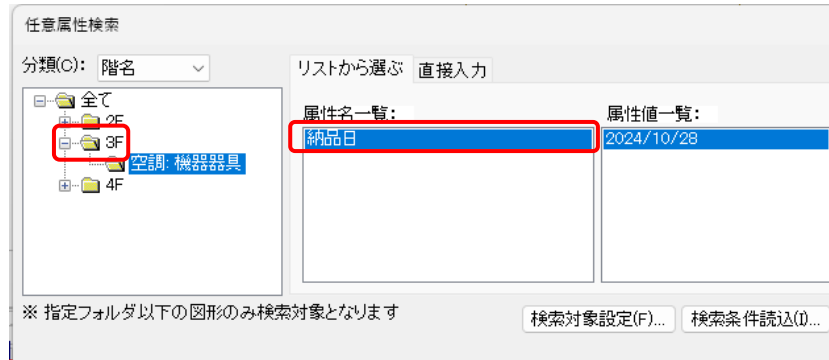 任意属性検索
分類(C): 階名
リストから選ぶ 直接入力
全て
2F
3F
空調: 機器器具
4F
属性名一覧:
納品日
属性値一覧:
2024/10/28
※ 指定フォルダ以下の図形のみ検索対象となります
検索対象設定(F)... 検索条件読込(I)...